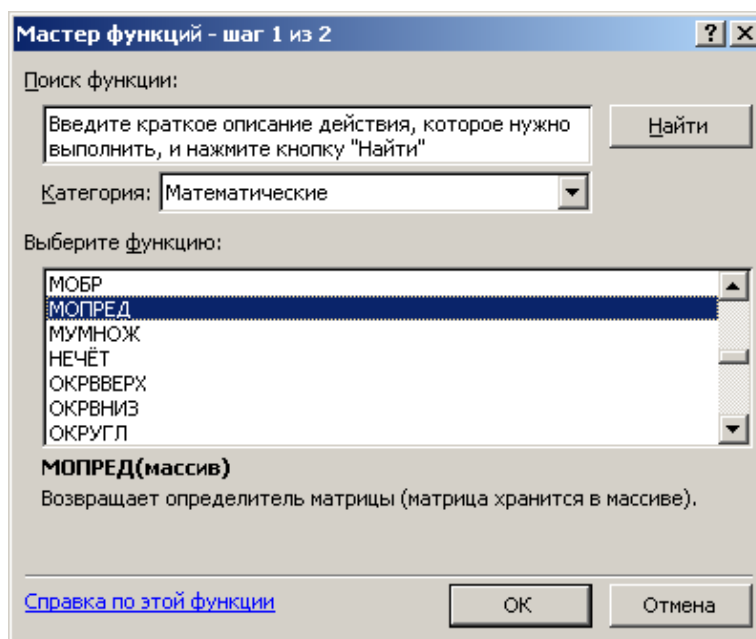 Мастер функций - шаг 1 из 2
Поиск функции:
Введите краткое описание действия, которое нужно
выполнить, и нажмите кнопку "Найти"
Найти
Категория: Математические
Выберите функцию:
МОБР
МОПРЕД
МУМНОЖ
НЕЧЁТ
ОКРВВЕРХ
ОКРВНИЗ
ОКРУГЛ
МОПРЕД(массив)
Возвращает определитель матрицы (матрица хранится в массиве).
Справка по этой функции
ОК
Отмена